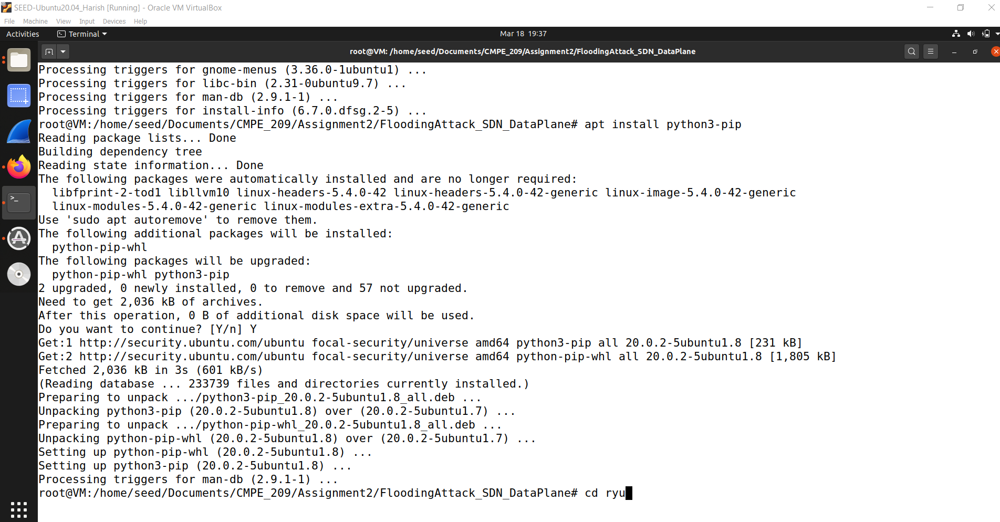 SEED-Ubuntu20.04_Harish [Running] - Oracle VM VirtualBox
File Machine View Input Devices Help
Activities Terminal Mar 18 19:37
root@VM: /home/seed/Documents/CMPE_209/Assignment2/FloodingAttack_SDN_DataPlane
Processing triggers for gnome-menus (3.36.0-1ubuntu1) ...
Processing triggers for libc-bin (2.31-0ubuntu9.7) ...
Processing triggers for man-db (2.9.1-1) ...
Processing triggers for install-info (6.7.0.dfsg.2-5) ...
root@VM:/home/seed/Documents/CMPE_209/Assignment2/FloodingAttack_SDN_DataPlane# apt install python3-pip
Reading package lists... Done
Building dependency tree
Reading state information... Done
The following packages were automatically installed and are no longer required:
  libfprint-2-tod1 libllvm10 linux-headers-5.4.0-42 linux-headers-5.4.0-42-generic linux-image-5.4.0-42-generic
  linux-modules-5.4.0-42-generic linux-modules-extra-5.4.0-42-generic
Use 'sudo apt autoremove' to remove them.
The following additional packages will be installed:
  python-pip-whl
The following packages will be upgraded:
  python-pip-whl python3-pip
2 upgraded, 0 newly installed, 0 to remove and 57 not upgraded.
Need to get 2,036 kB of archives.
After this operation, 0 B of additional disk space will be used.
Do you want to continue? [Y/n] Y
Get:1 http://security.ubuntu.com/ubuntu focal-security/universe amd64 python3-pip all 20.0.2-5ubuntu1.8 [231 kB]
Get:2 http://security.ubuntu.com/ubuntu focal-security/universe amd64 python-pip-whl all 20.0.2-5ubuntu1.8 [1,805 kB]
Fetched 2,036 kB in 3s (601 kB/s)
(Reading database ... 233739 files and directories currently installed.)
Preparing to unpack .../python3-pip_20.0.2-5ubuntu1.8_all.deb ...
Unpacking python3-pip (20.0.2-5ubuntu1.8) over (20.0.2-5ubuntu1.7) ...
Preparing to unpack .../python-pip-whl_20.0.2-5ubuntu1.8_all.deb ...
Unpacking python-pip-whl (20.0.2-5ubuntu1.8) over (20.0.2-5ubuntu1.7) ...
Setting up python-pip-whl (20.0.2-5ubuntu1.8) ...
Setting up python3-pip (20.0.2-5ubuntu1.8) ...
Processing triggers for man-db (2.9.1-1) ...
root@VM:/home/seed/Documents/CMPE_209/Assignment2/FloodingAttack_SDN_DataPlane# cd ryu